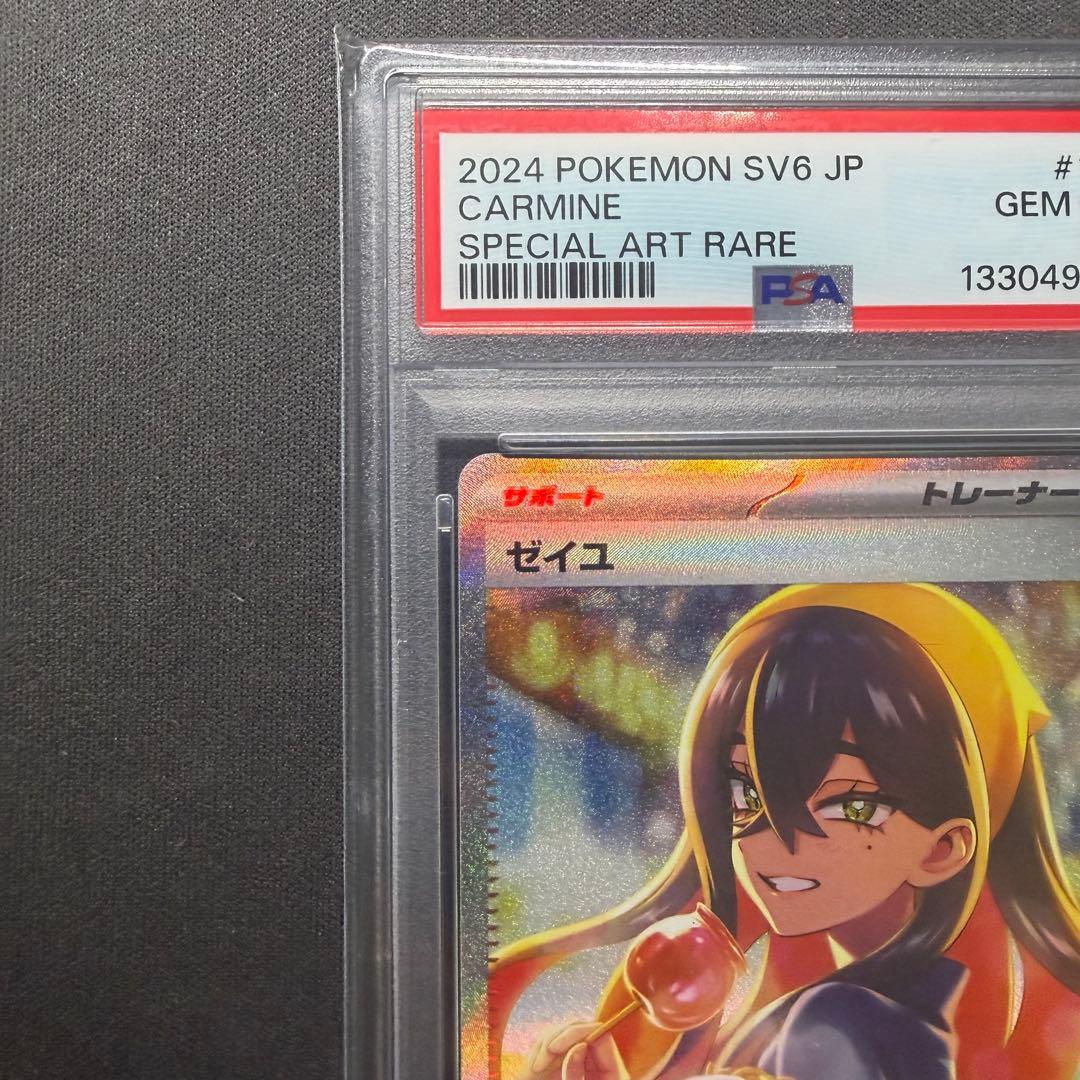 2024 POKEMON SV6 JP #
CARMINE GEM
SPECIAL ART RARE
PSA 133049
サポート トレーナー
ゼイユ